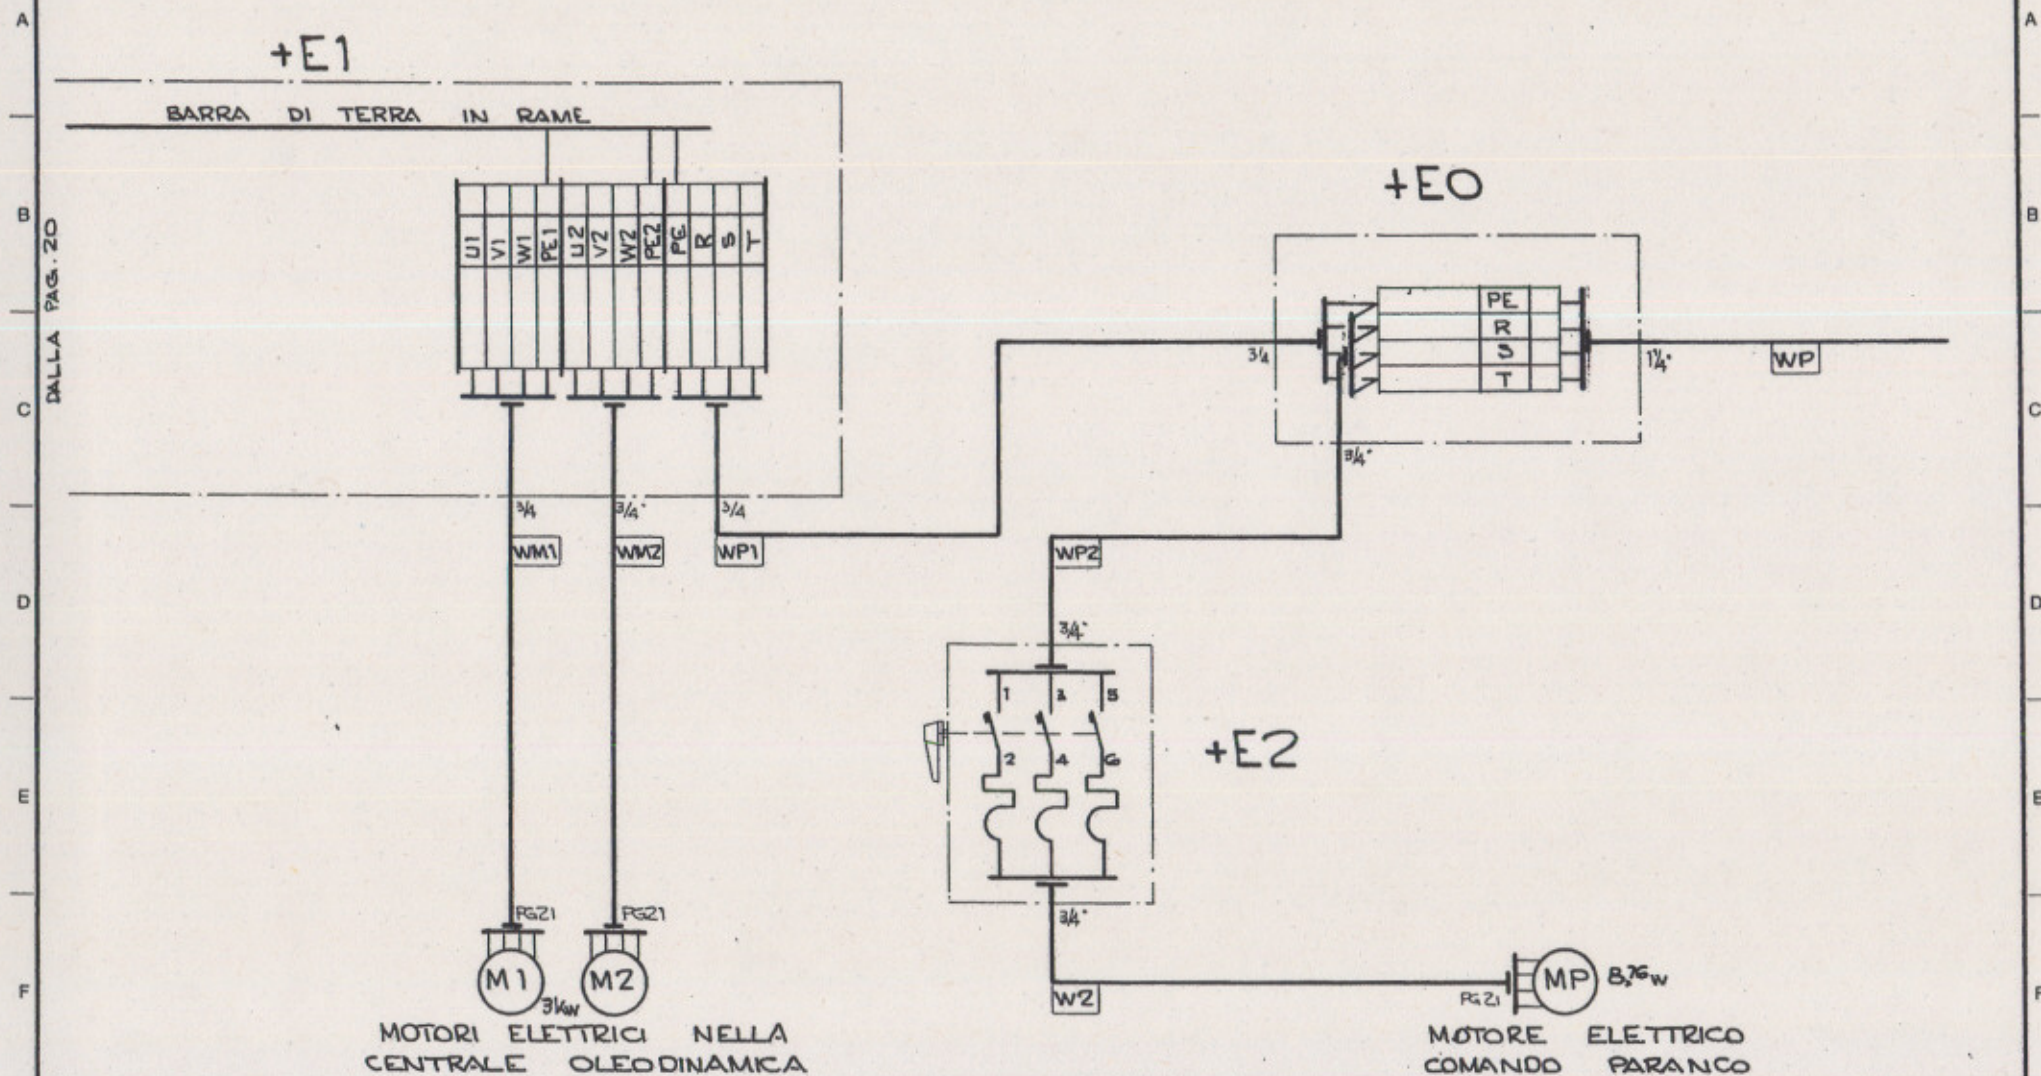 A
A
+E1
BARRA DI TERRA IN RAME
+E0
B
B
DALLA PAG. 20
U1 V1 W1 PE1 U2 V2 W2 PE2 PE R S T
PE
R
S
T
3/4
1¼"
WP
C
C
3/4"
3/4
3/4"
3/4
WM1
WM2
WP1
WP2
D
D
3/4"
1 3 5
+E2
2 4 6
E
E
3/4"
PG21
PG21
M1
3kW
M2
W2
PG21
MP
F
F
MOTORI ELETTRICI NELLA
CENTRALE OLEODINAMICA
MOTORE ELETTRICO
COMANDO PARANCO